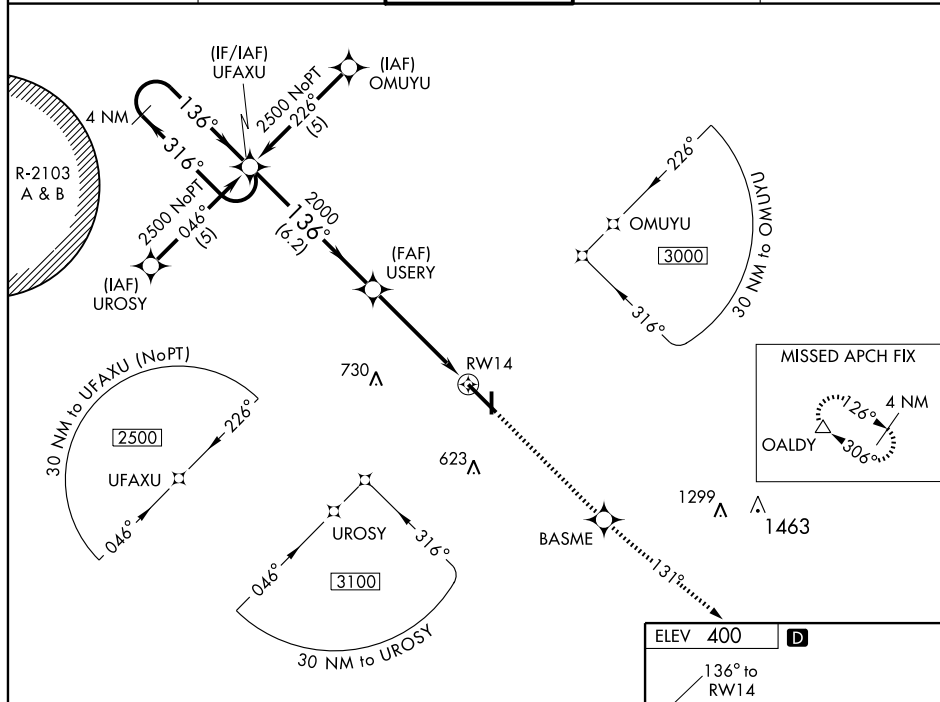 (IF/IAF)
UFAXU
(IAF)
OMUYU
2500 NoPT
226°
(5)
4 NM
136°
316°
R-2103
A & B
2500 NoPT
046°
(5)
(IAF)
UROSY
2000
136°
(6.2)
(FAF)
USERY
226°
OMUYU
3000
316°
30 NM to OMUYU
RW14
730
MISSED APCH FIX
4 NM
126°
OALDY
306°
30 NM to UFAXU (NoPT)
2500
226°
UFAXU
046°
623
1299
1463
BASME
131°
UROSY
046°
316°
3100
30 NM to UROSY
ELEV 400
D
136° to
RW14